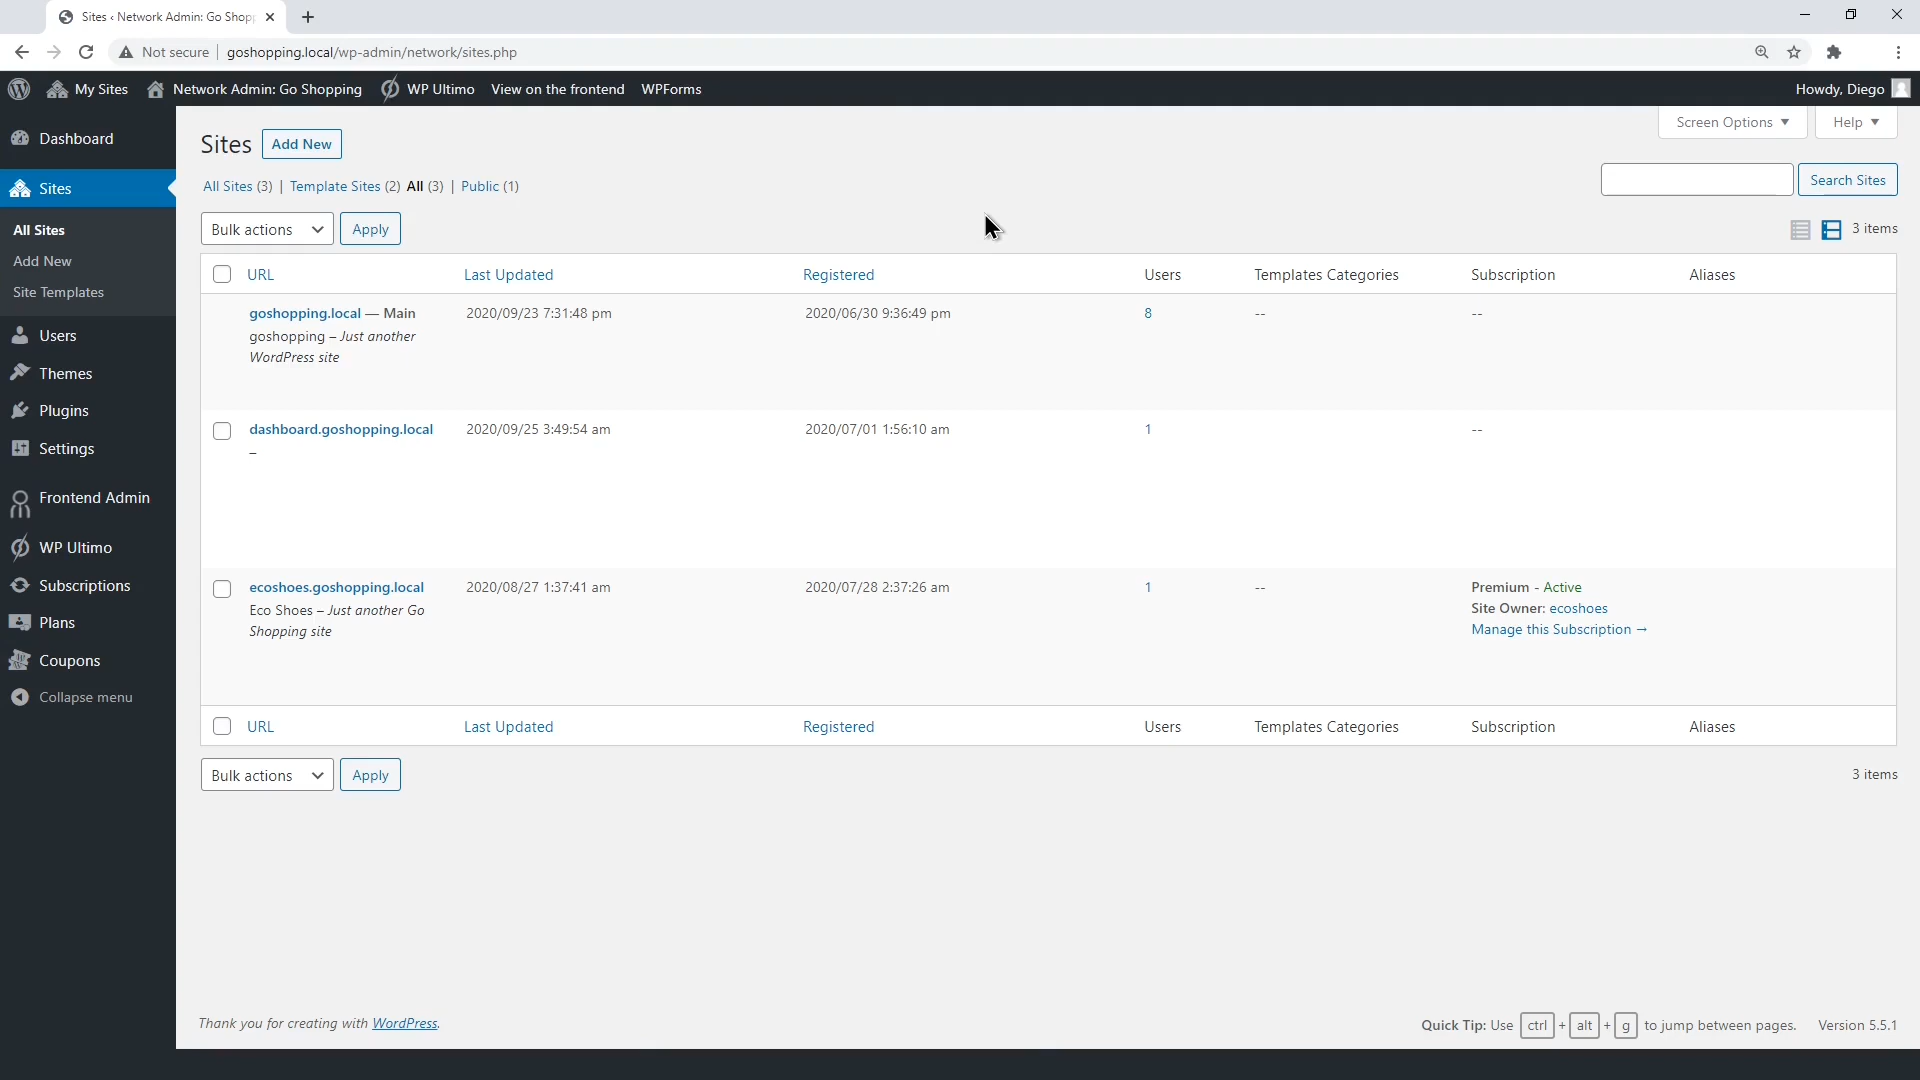 Sites ‹ Network Admin: Go Shopp
Not secure | goshopping.local/wp-admin/network/sites.php
My Sites Network Admin: Go Shopping WP Ultimo View on the frontend WPForms Howdy, Diego
Dashboard
Sites
All Sites
Add New
Site Templates
Users
Themes
Plugins
Settings
Frontend Admin
WP Ultimo
Subscriptions
Plans
Coupons
Collapse menu
Screen Options ▼ Help ▼
Sites Add New
All Sites (3) | Template Sites (2) All (3) | Public (1)
Search Sites
Bulk actions Apply 3 items
URL Last Updated Registered Users Templates Categories Subscription Aliases
goshopping.local — Main 2020/09/23 7:31:48 pm 2020/06/30 9:36:49 pm 8 -- --
goshopping – Just another
WordPress site
dashboard.goshopping.local 2020/09/25 3:49:54 am 2020/07/01 1:56:10 am 1 --
–
ecoshoes.goshopping.local 2020/08/27 1:37:41 am 2020/07/28 2:37:26 am 1 -- Premium - Active
Eco Shoes – Just another Go Site Owner: ecoshoes
Shopping site Manage this Subscription →
URL Last Updated Registered Users Templates Categories Subscription Aliases
Bulk actions Apply 3 items
Thank you for creating with WordPress. Quick Tip: Use ctrl + alt + g to jump between pages. Version 5.5.1